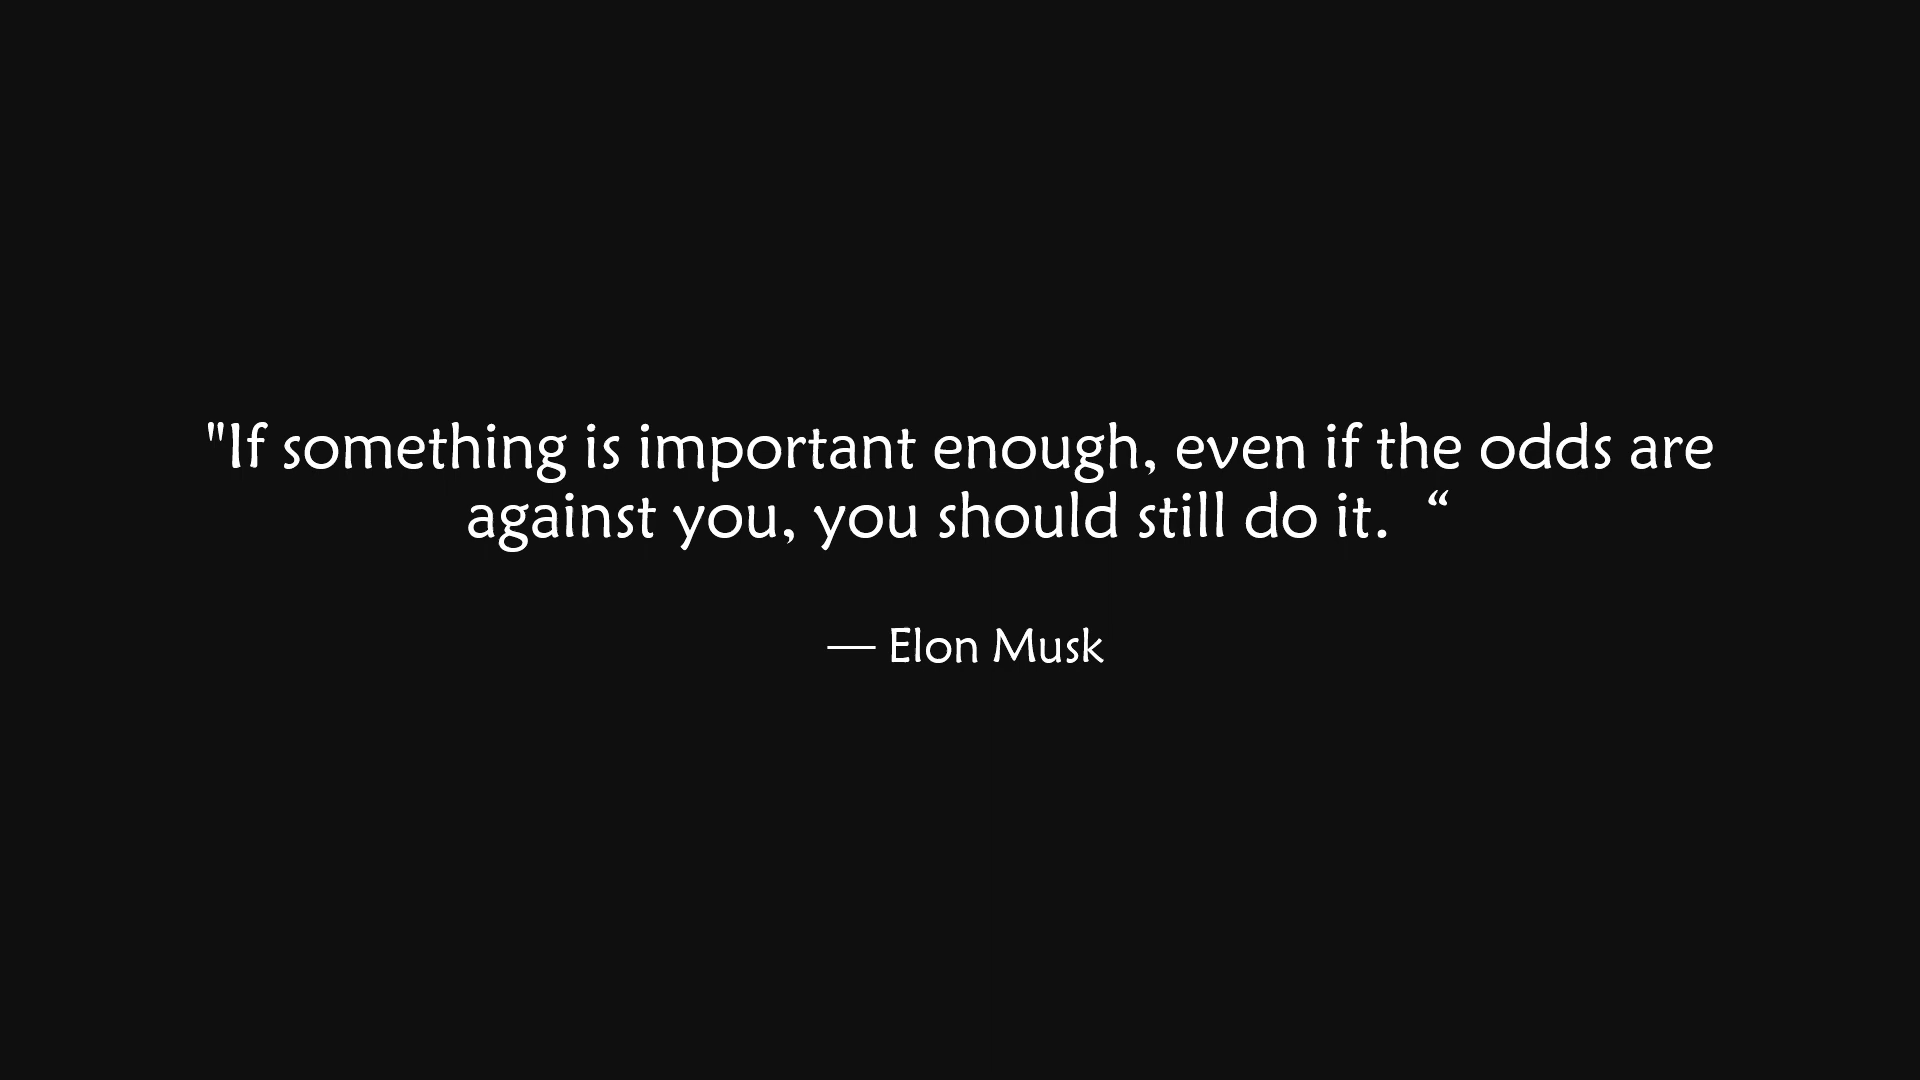 "If something is important enough, even if the odds are
against you, you should still do it.  “
— Elon Musk